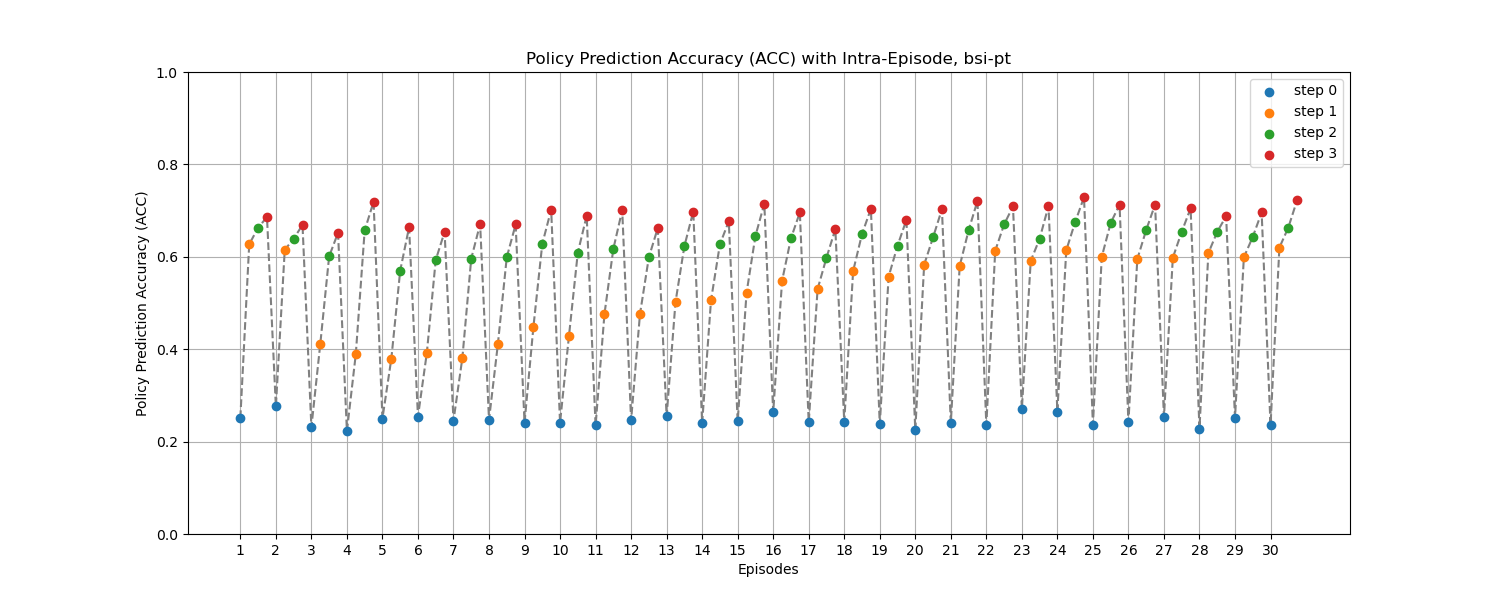 Policy Prediction Accuracy (ACC) with Intra-Episode, bsi-pt
1.0
0.8
0.6
0.4
0.2
0.0
Policy Prediction Accuracy (ACC)
step 0
step 1
step 2
step 3
1 2 3 4 5 6 7 8 9 10 11 12 13 14 15 16 17 18 19 20 21 22 23 24 25 26 27 28 29 30
Episodes